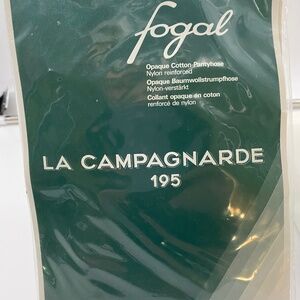 fogal
Opaque Cotton-Pantyhose
Nylon reinforced
Opaque Baumwollstrumpfhose
Nylon-verstärkt
Collant opaque en coton
renforcé de nylon
LA CAMPAGNARDE
195